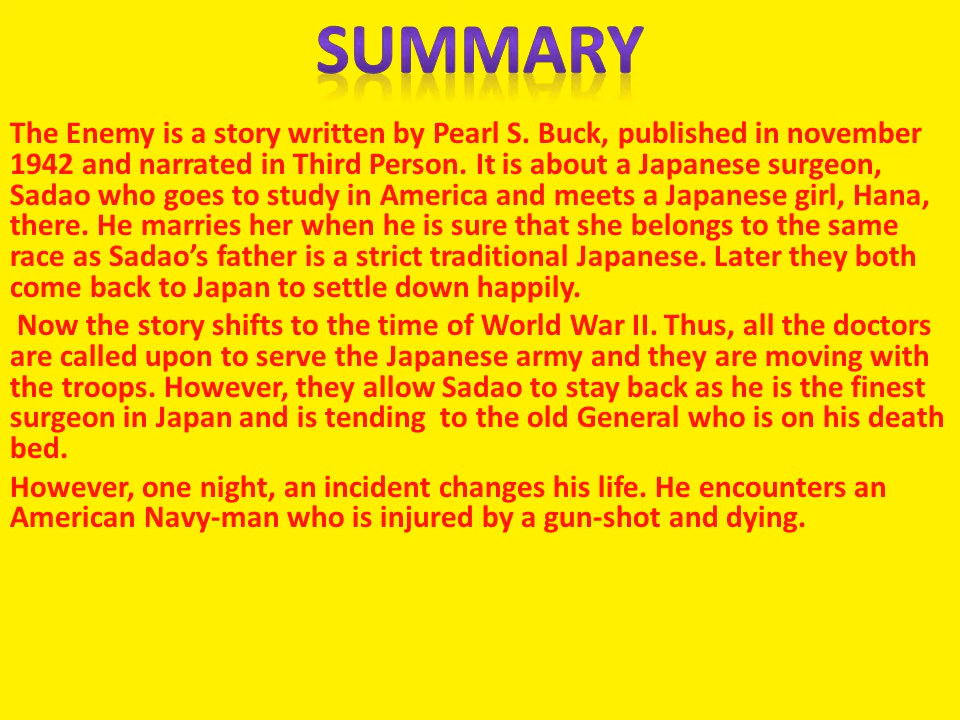 SUMMARY
The Enemy is a story written by Pearl S. Buck, published in november
1942 and narrated in Third Person. It is about a Japanese surgeon,
Sadao who goes to study in America and meets a Japanese girl, Hana,
there. He marries her when he is sure that she belongs to the same
race as Sadao’s father is a strict traditional Japanese. Later they both
come back to Japan to settle down happily.
Now the story shifts to the time of World War II. Thus, all the doctors
are called upon to serve the Japanese army and they are moving with
the troops. However, they allow Sadao to stay back as he is the finest
surgeon in Japan and is tending  to the old General who is on his death
bed.
However, one night, an incident changes his life. He encounters an
American Navy-man who is injured by a gun-shot and dying.